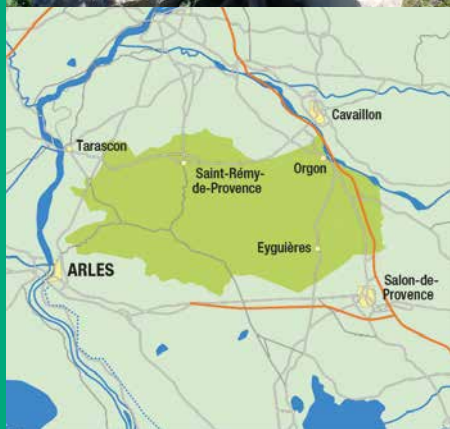 Cavaillon
Tarascon
Saint-Rémy-
de-Provence
Orgon
Eyguières
ARLES
Salon-de-
Provence